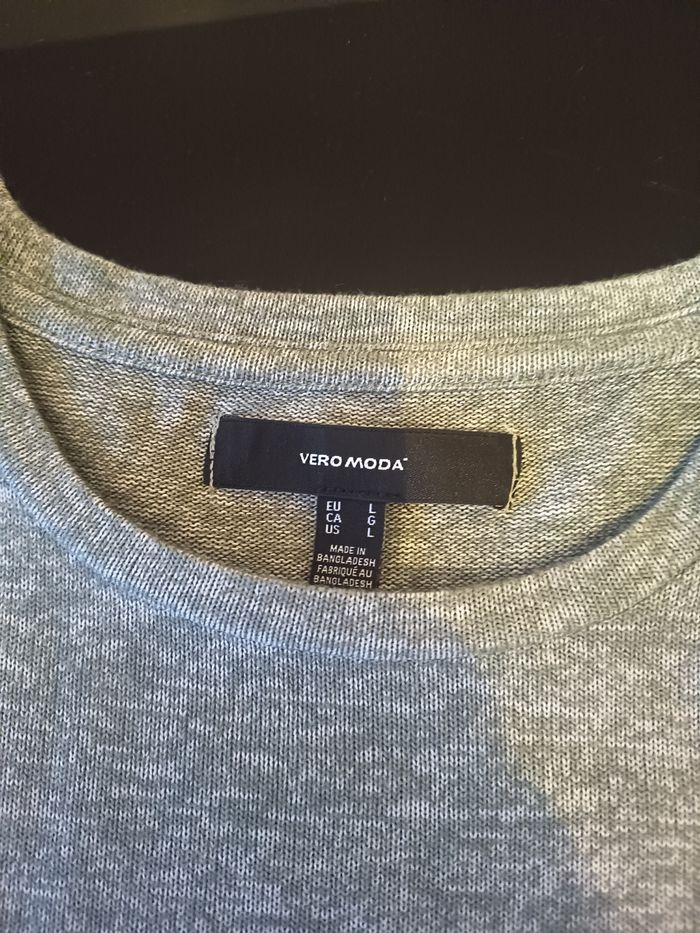 VERO MODA
EU L
CA G
US L
MADE IN
BANGLADESH
FABRIQUÉ AU
BANGLADESH